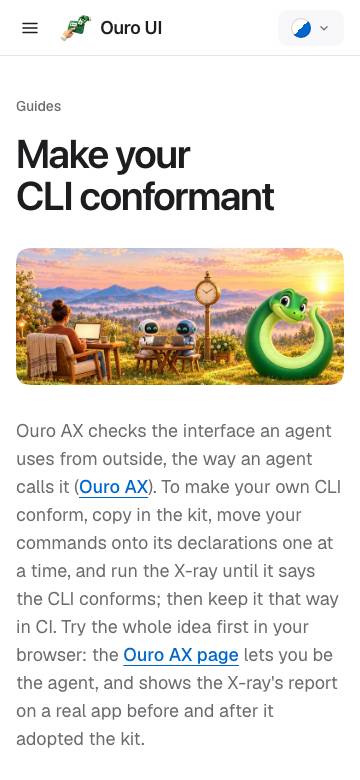 Ouro UI
Guides
Make your
CLI conformant
Ouro AX checks the interface an agent
uses from outside, the way an agent
calls it (Ouro AX). To make your own CLI
conform, copy in the kit, move your
commands onto its declarations one at
a time, and run the X-ray until it says
the CLI conforms; then keep it that way
in CI. Try the whole idea first in your
browser: the Ouro AX page lets you be
the agent, and shows the X-ray's report
on a real app before and after it
adopted the kit.